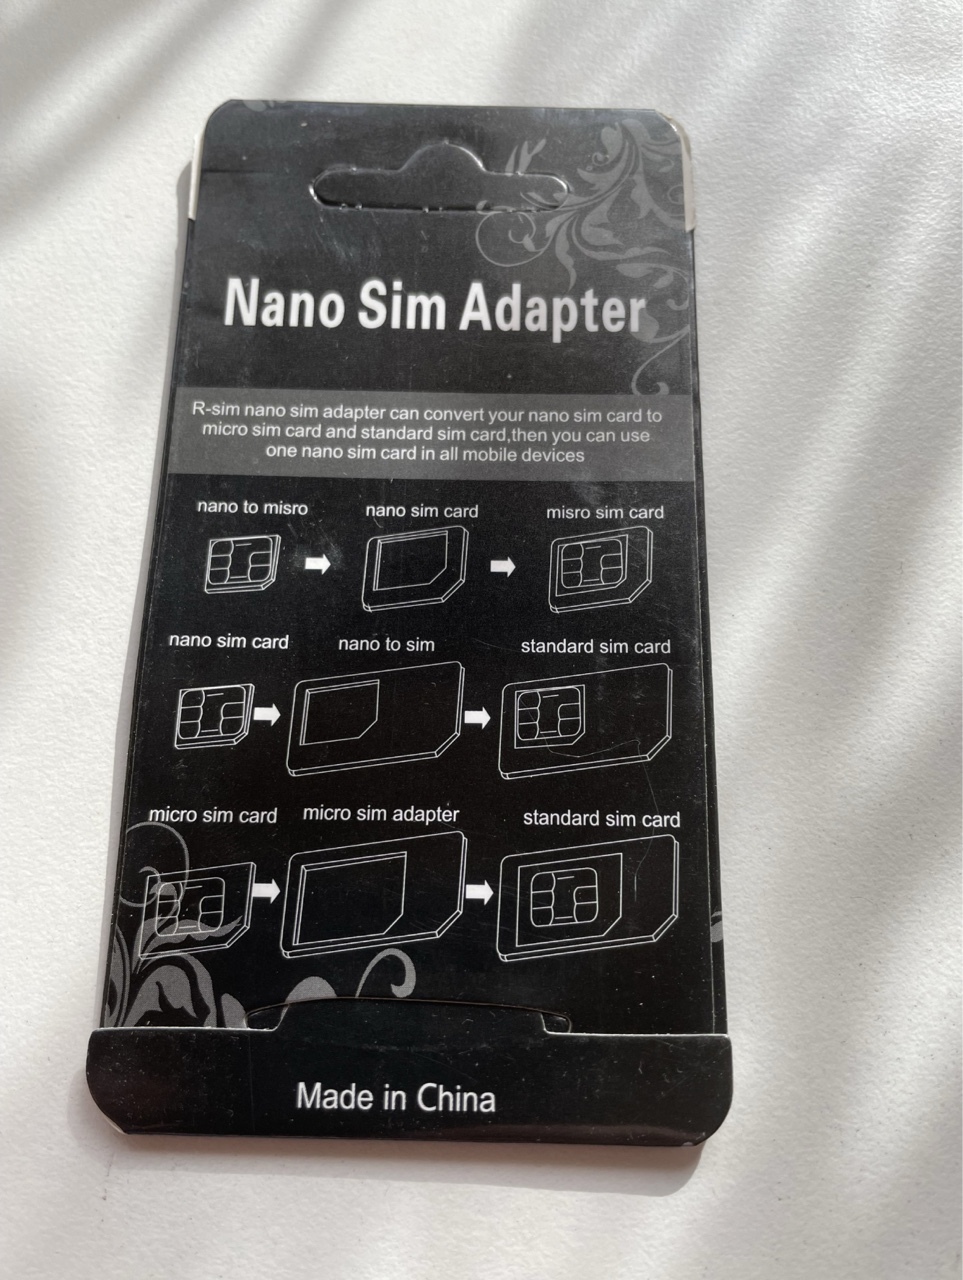 Nano Sim Adapter
R-sim nano sim adapter can convert your nano sim card to
micro sim card and standard sim card,then you can use
one nano sim card in all mobile devices
nano to misro nano sim card misro sim card
nano sim card nano to sim standard sim card
micro sim card micro sim adapter standard sim card
Made in China